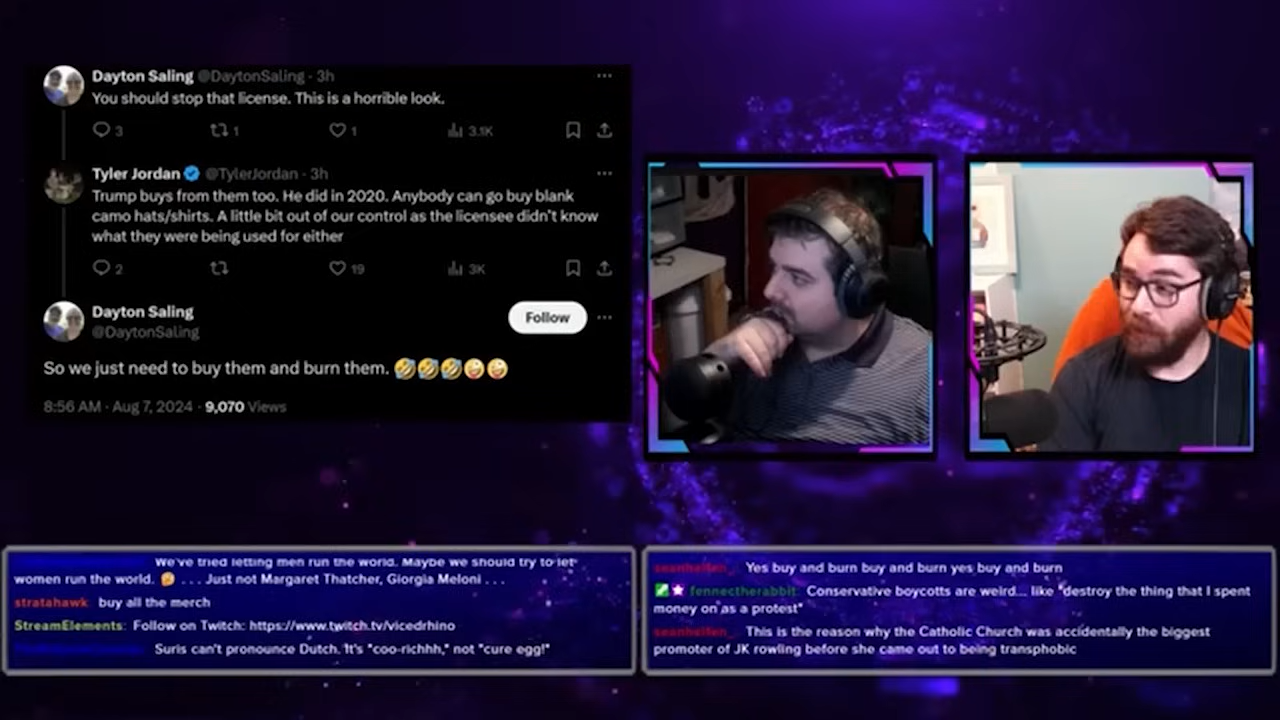 Dayton Saling @DaytonSaling · 3h
You should stop that license. This is a horrible look.
3 1 1 3.1K
Tyler Jordan @TylerJordan · 3h
Trump buys from them too. He did in 2020. Anybody can go buy blank
camo hats/shirts. A little bit out of our control as the licensee didn't know
what they were being used for either
2 19 3K
Dayton Saling
@DaytonSaling
Follow
So we just need to buy them and burn them. 🤣🤣🤣🤪🤪
8:56 AM · Aug 7, 2024 · 9,070 Views
We've tried letting men run the world. Maybe we should try to let
women run the world. 🤔 . . . Just not Margaret Thatcher, Giorgia Meloni . . .
stratahawk: buy all the merch
StreamElements: Follow on Twitch: https://www.twitch.tv/vicedrhino
Suris can't pronounce Dutch. It's "coo-richhh," not "cure egg!"
Yes buy and burn buy and burn yes buy and burn
fennectherabbit: Conservative boycotts are weird... like "destroy the thing that I spent
money on as a protest"
This is the reason why the Catholic Church was accidentally the biggest
promoter of JK rowling before she came out to being transphobic